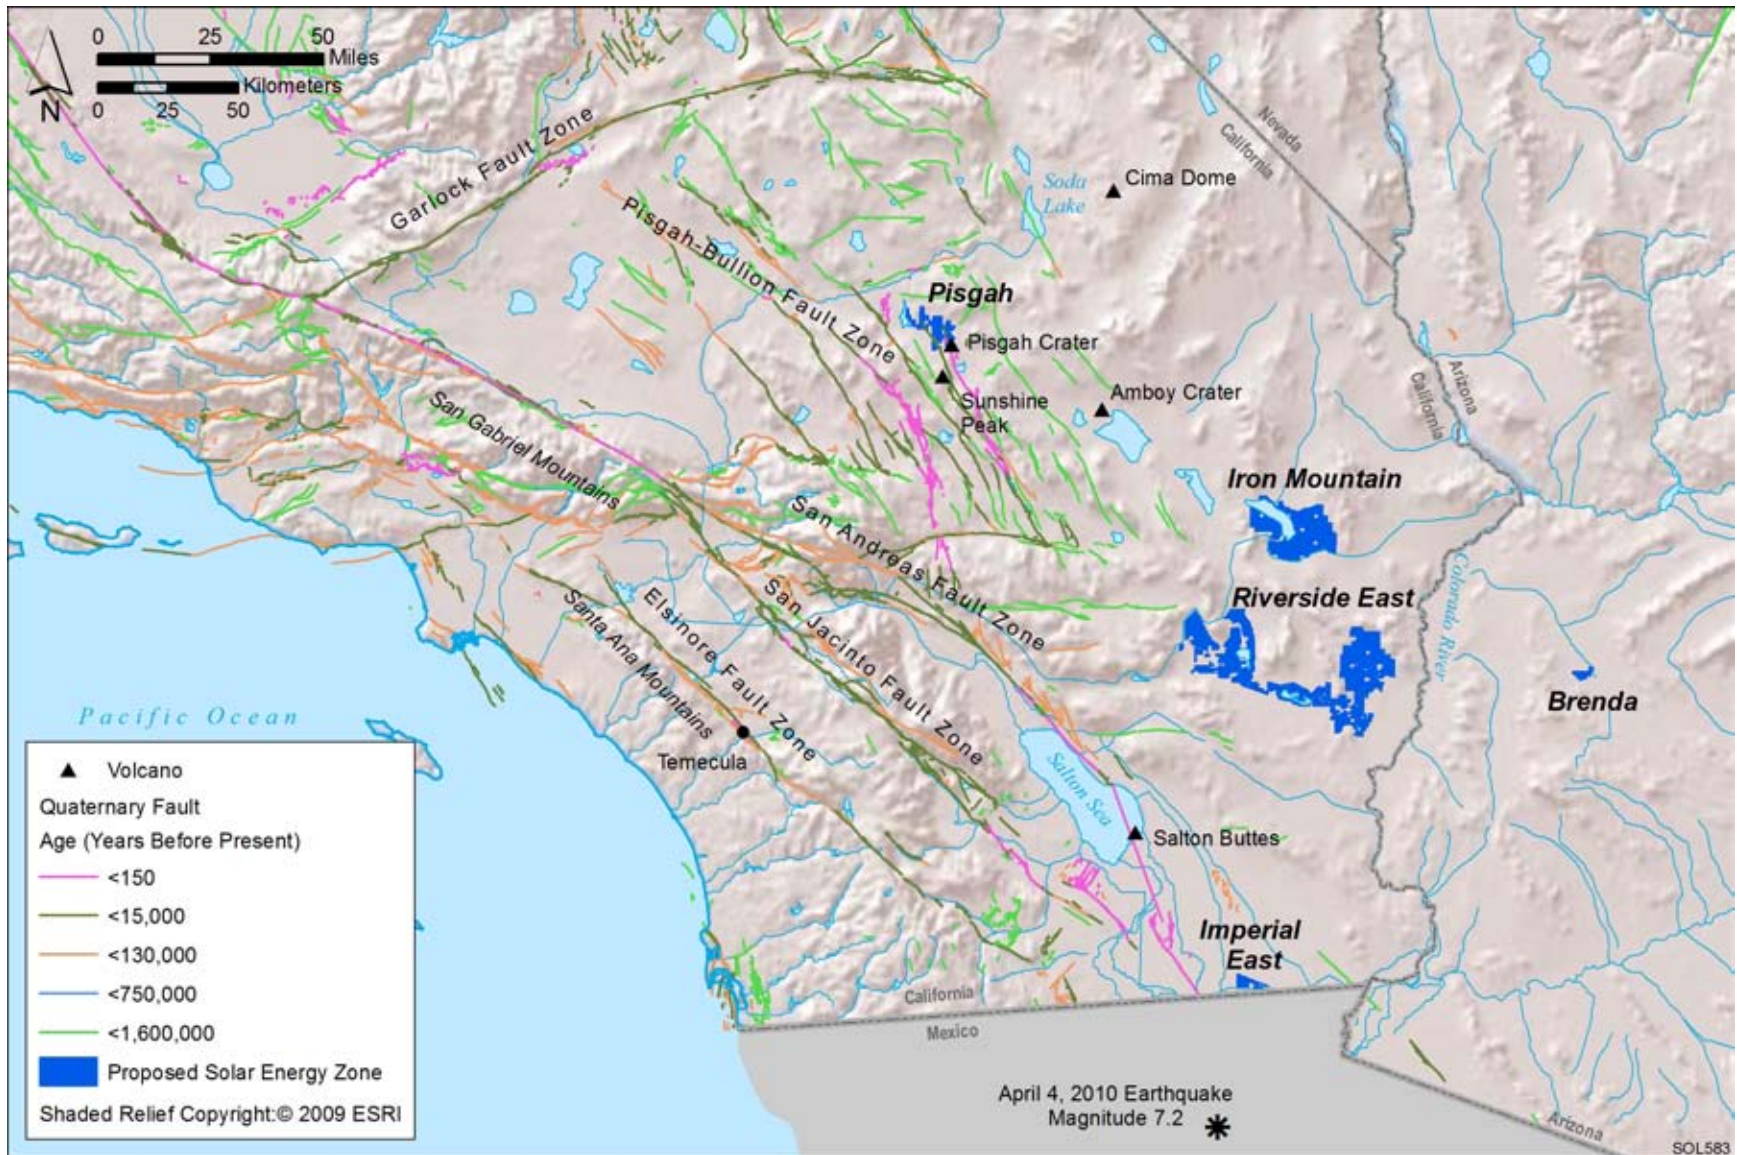 0 25 50
Miles
Kilometers
0 25 50
N
Garlock Fault Zone
Nevada
California
Soda
Lake
Cima Dome
Pisgah-Bullion Fault Zone
Pisgah
Pisgah Crater
Sunshine
Peak
Amboy Crater
Arizona
California
San Gabriel Mountains
Iron Mountain
San Andreas Fault Zone
Colorado River
Riverside East
San Jacinto Fault Zone
Elsinore Fault Zone
Santa Ana Mountains
Brenda
Pacific Ocean
Temecula
Salton Sea
Salton Buttes
Imperial
East
California
Mexico
April 4, 2010 Earthquake
Magnitude 7.2
Arizona
SOL583
Volcano
Quaternary Fault
Age (Years Before Present)
<150
<15,000
<130,000
<750,000
<1,600,000
Proposed Solar Energy Zone
Shaded Relief Copyright:© 2009 ESRI